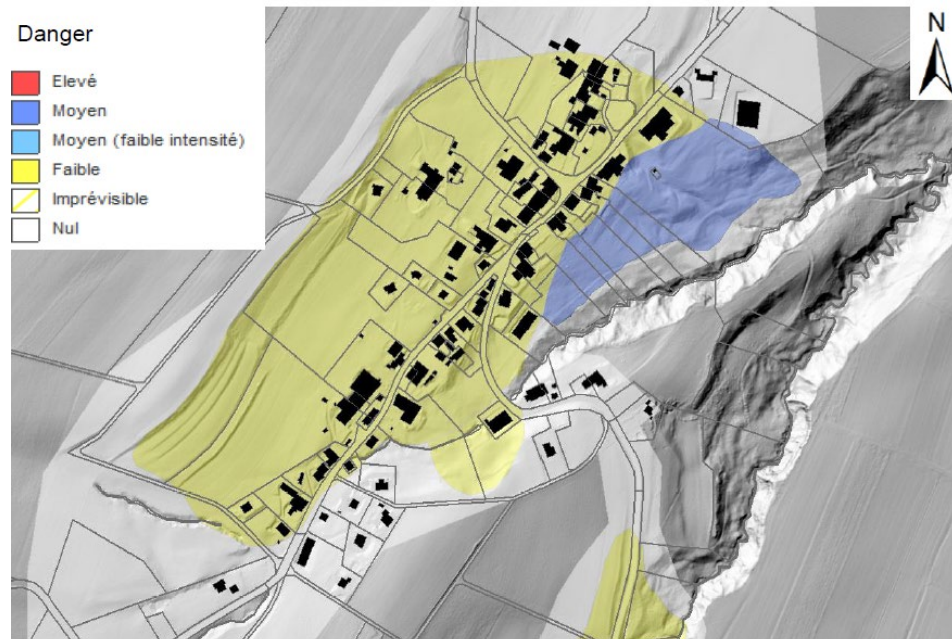 Danger
N
Elevé
Moyen
Moyen (faible intensité)
Faible
Imprévisible
Nul